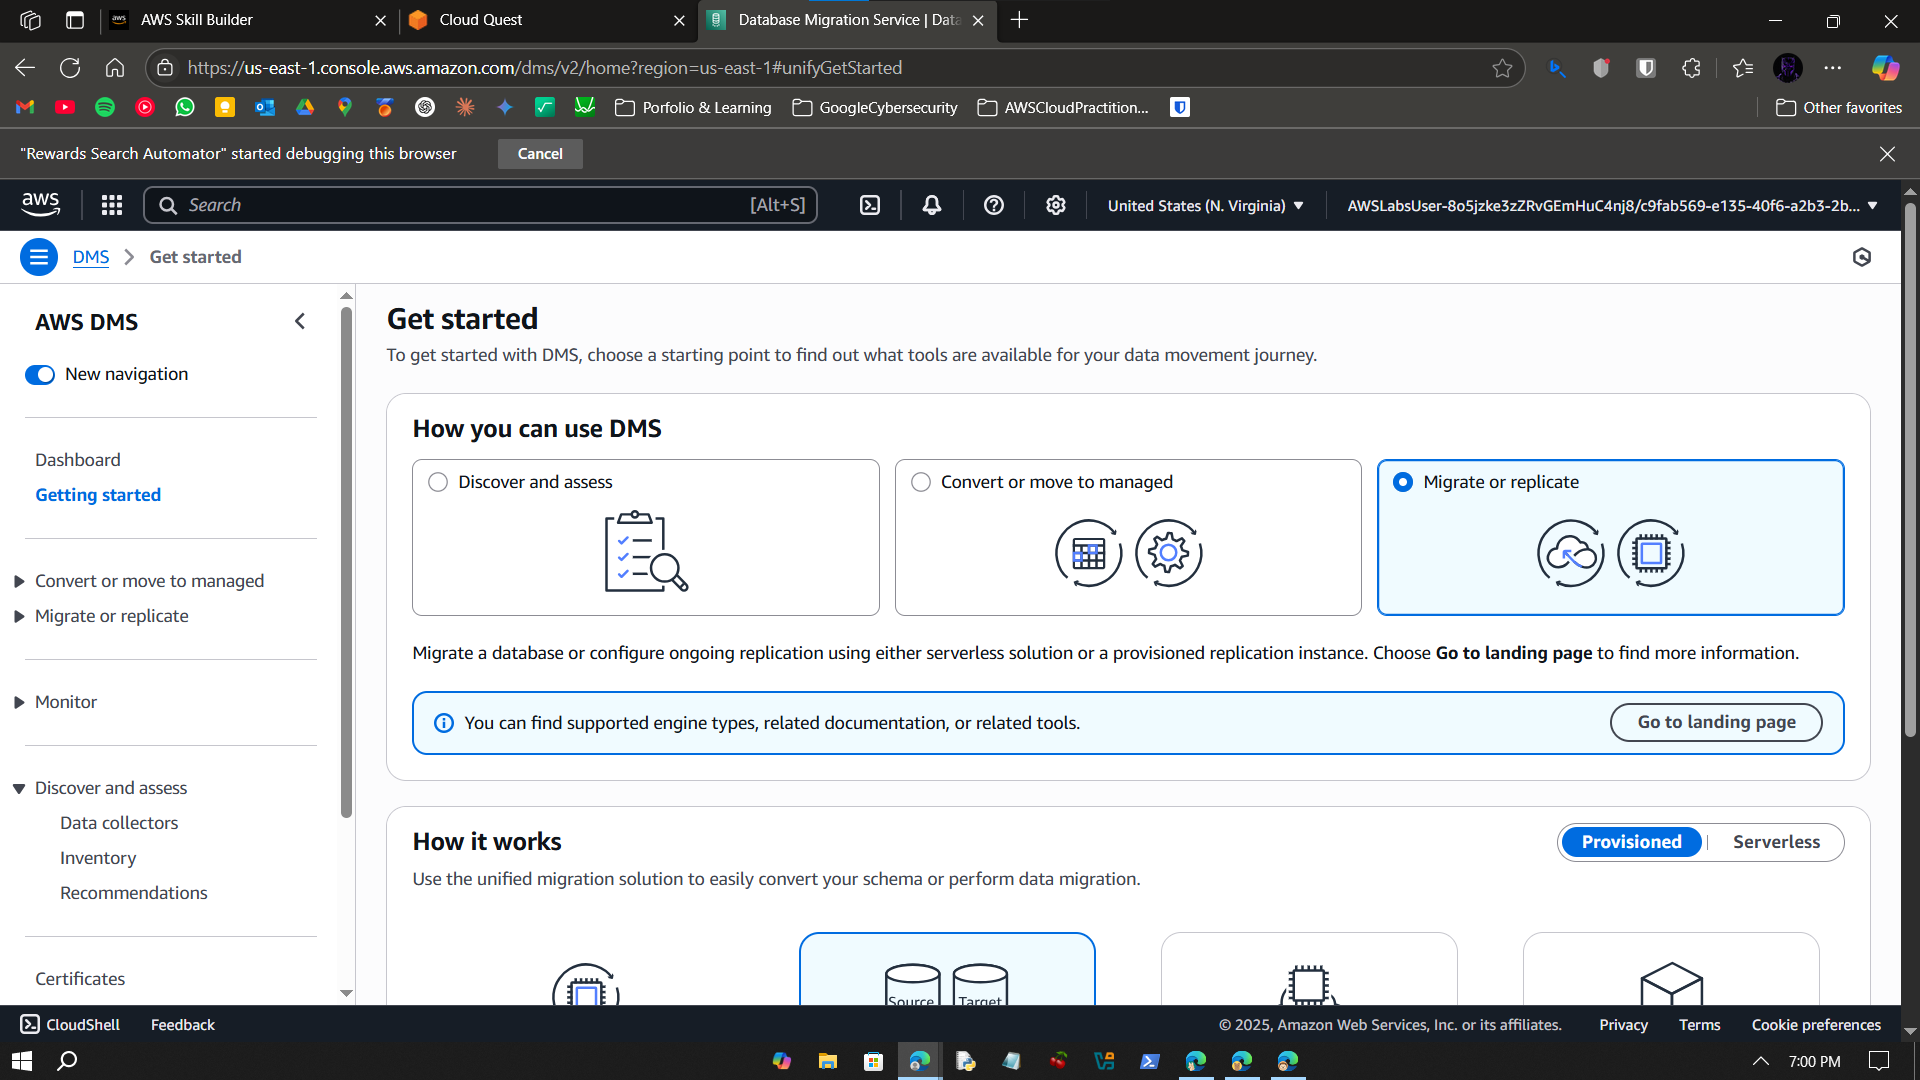 AWS Skill Builder
Cloud Quest
Database Migration Service | Data
https://us-east-1.console.aws.amazon.com/dms/v2/home?region=us-east-1#unifyGetStarted
Porfolio & Learning
GoogleCybersecurity
AWSCloudPractition...
Other favorites
"Rewards Search Automator" started debugging this browser
Cancel
aws
Search
[Alt+S]
United States (N. Virginia)
AWSLabsUser-8o5jzke3zZRvGEmHuC4nj8/c9fab569-e135-40f6-a2b3-2b...
DMS
Get started
AWS DMS
New navigation
Dashboard
Getting started
Convert or move to managed
Migrate or replicate
Monitor
Discover and assess
Data collectors
Inventory
Recommendations
Certificates
Get started
To get started with DMS, choose a starting point to find out what tools are available for your data movement journey.
How you can use DMS
Discover and assess
Convert or move to managed
Migrate or replicate
Migrate a database or configure ongoing replication using either serverless solution or a provisioned replication instance. Choose Go to landing page to find more information.
You can find supported engine types, related documentation, or related tools.
Go to landing page
How it works
Provisioned
Serverless
Use the unified migration solution to easily convert your schema or perform data migration.
Source
Target
CloudShell
Feedback
© 2025, Amazon Web Services, Inc. or its affiliates.
Privacy
Terms
Cookie preferences
7:00 PM